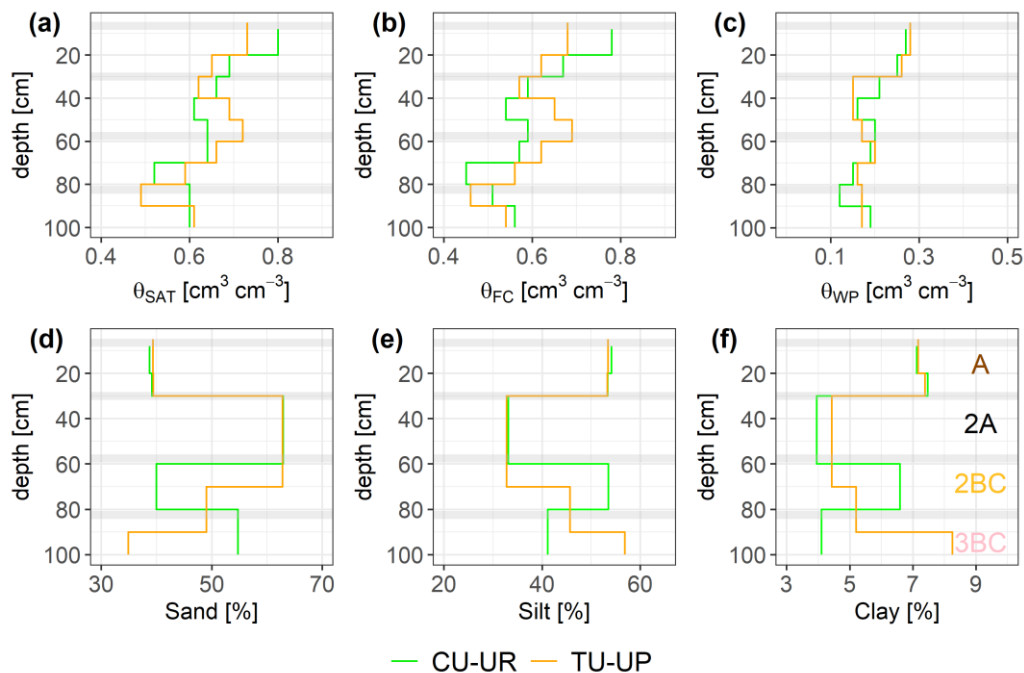 (a)
depth [cm]
20
40
60
80
100
0.4
0.6
0.8
θSAT [cm³ cm⁻³]
(b)
depth [cm]
20
40
60
80
100
0.4
0.6
0.8
θFC [cm³ cm⁻³]
(c)
depth [cm]
20
40
60
80
100
0.1
0.3
0.5
θWP [cm³ cm⁻³]
(d)
depth [cm]
20
40
60
80
100
30
50
70
Sand [%]
(e)
depth [cm]
20
40
60
80
100
20
40
60
Silt [%]
(f)
depth [cm]
20
40
60
80
100
A
2A
2BC
3BC
3
5
7
9
Clay [%]
CU-UR TU-UP